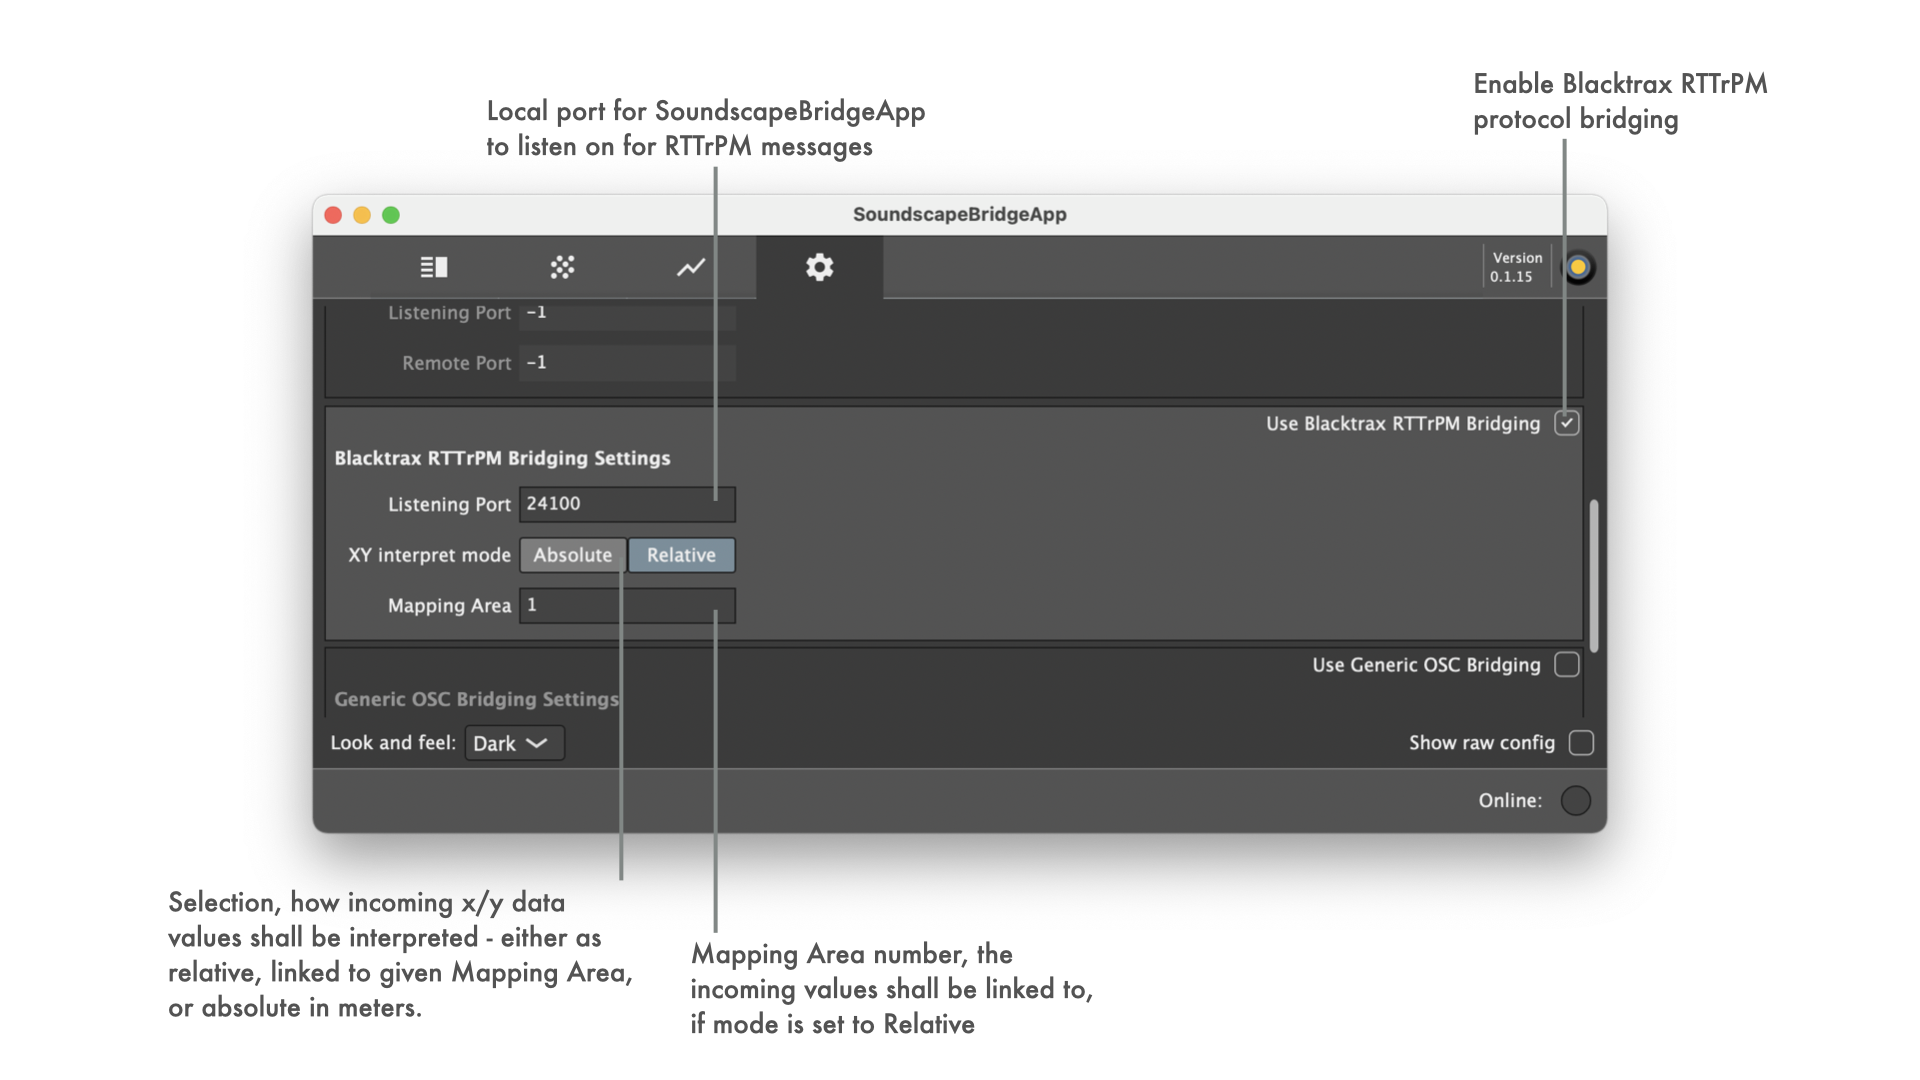 Enable Blacktrax RTTrPM
protocol bridging
Local port for SoundscapeBridgeApp
to listen on for RTTrPM messages
SoundscapeBridgeApp
Version
0.1.15
Listening Port -1
Remote Port -1
Use Blacktrax RTTrPM Bridging
Blacktrax RTTrPM Bridging Settings
Listening Port 24100
XY interpret mode Absolute Relative
Mapping Area 1
Use Generic OSC Bridging
Generic OSC Bridging Settings
Look and feel: Dark
Show raw config
Online:
Selection, how incoming x/y data
values shall be interpreted - either as
relative, linked to given Mapping Area,
or absolute in meters.
Mapping Area number, the
incoming values shall be linked to,
if mode is set to Relative